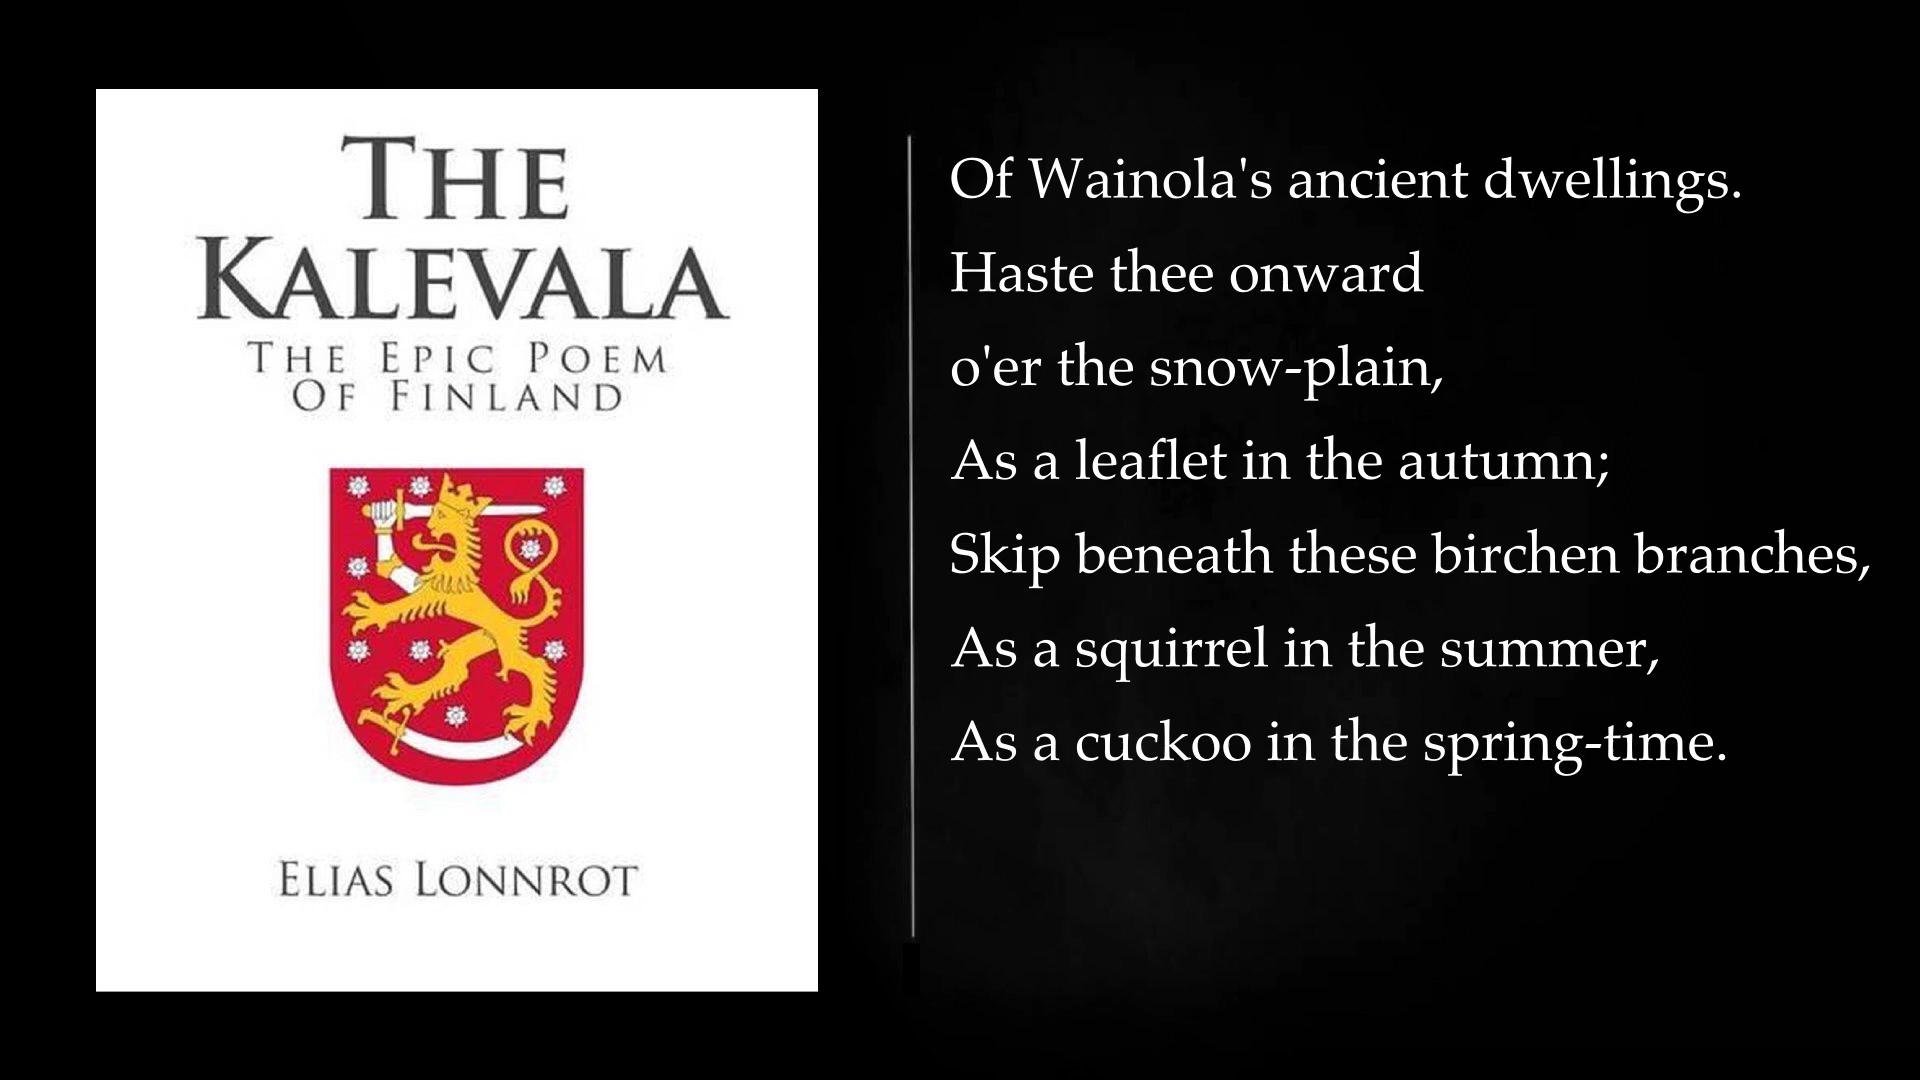 THE
KALEVALA
THE EPIC POEM
OF FINLAND
ELIAS LONNROT
Of Wainola's ancient dwellings.
Haste thee onward
o'er the snow-plain,
As a leaflet in the autumn;
Skip beneath these birchen branches,
As a squirrel in the summer,
As a cuckoo in the spring-time.